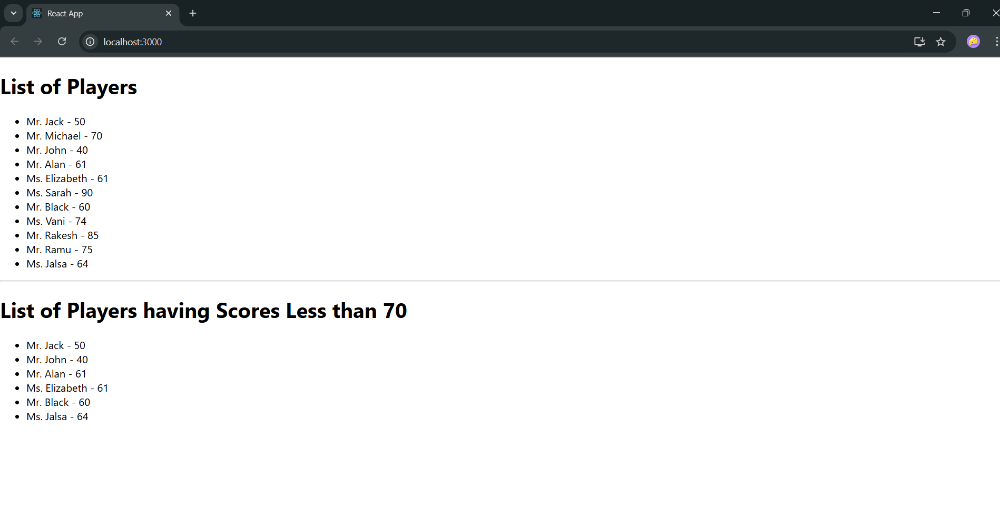 React App
localhost:3000
List of Players
Mr. Jack - 50
Mr. Michael - 70
Mr. John - 40
Mr. Alan - 61
Ms. Elizabeth - 61
Ms. Sarah - 90
Mr. Black - 60
Ms. Vani - 74
Mr. Rakesh - 85
Mr. Ramu - 75
Ms. Jalsa - 64
List of Players having Scores Less than 70
Mr. Jack - 50
Mr. John - 40
Mr. Alan - 61
Ms. Elizabeth - 61
Mr. Black - 60
Ms. Jalsa - 64